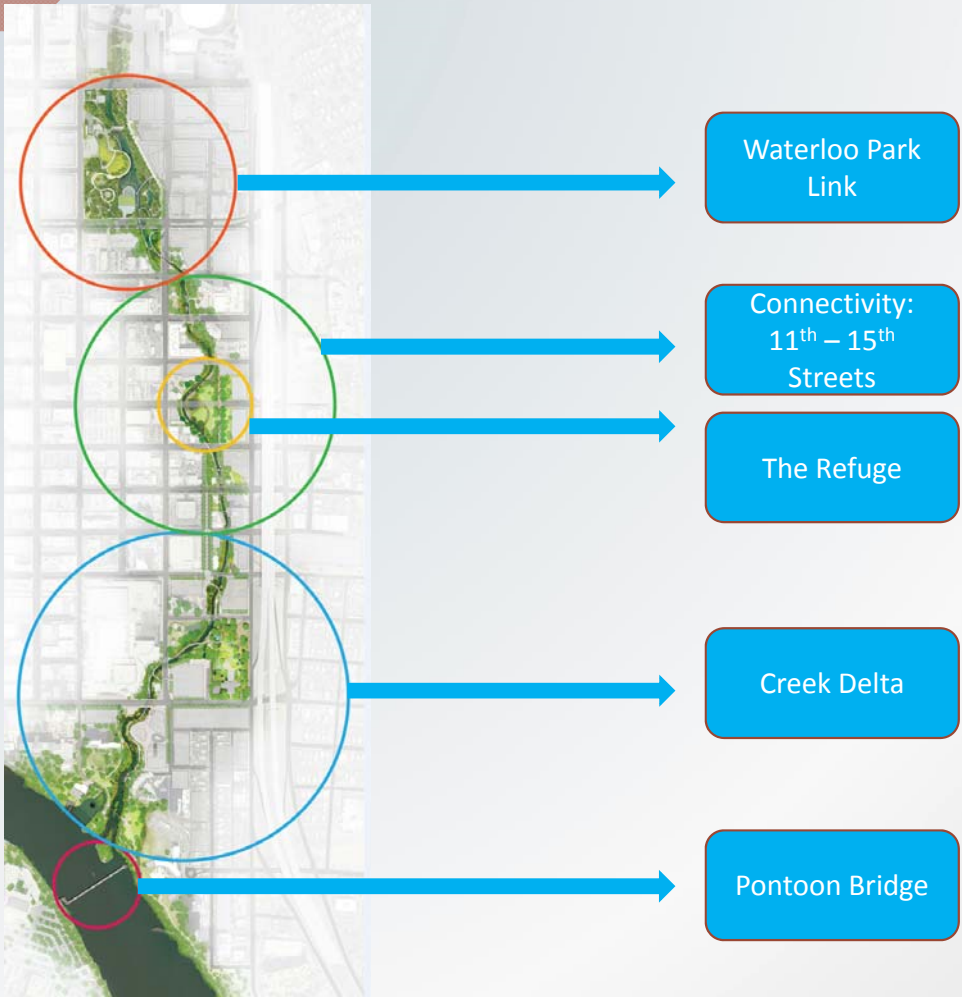 Waterloo Park
Link
Connectivity:
11th – 15th
Streets
The Refuge
Creek Delta
Pontoon Bridge